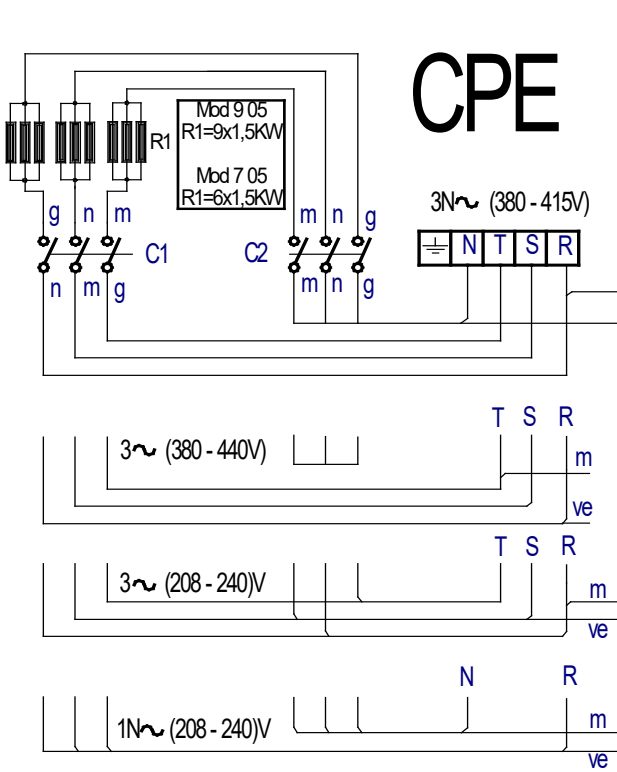 CPE
Mod 9 05
R1=9x1,5KW
Mod 7 05
R1=6x1,5KW
R1
3N~ (380 - 415V)
g n m
m n g
C1
C2
N T S R
n m g
m n g
T S R
3~ (380 - 440V)
m
ve
T S R
3~ (208 - 240)V
m
ve
N R
1N~ (208 - 240)V
m
ve